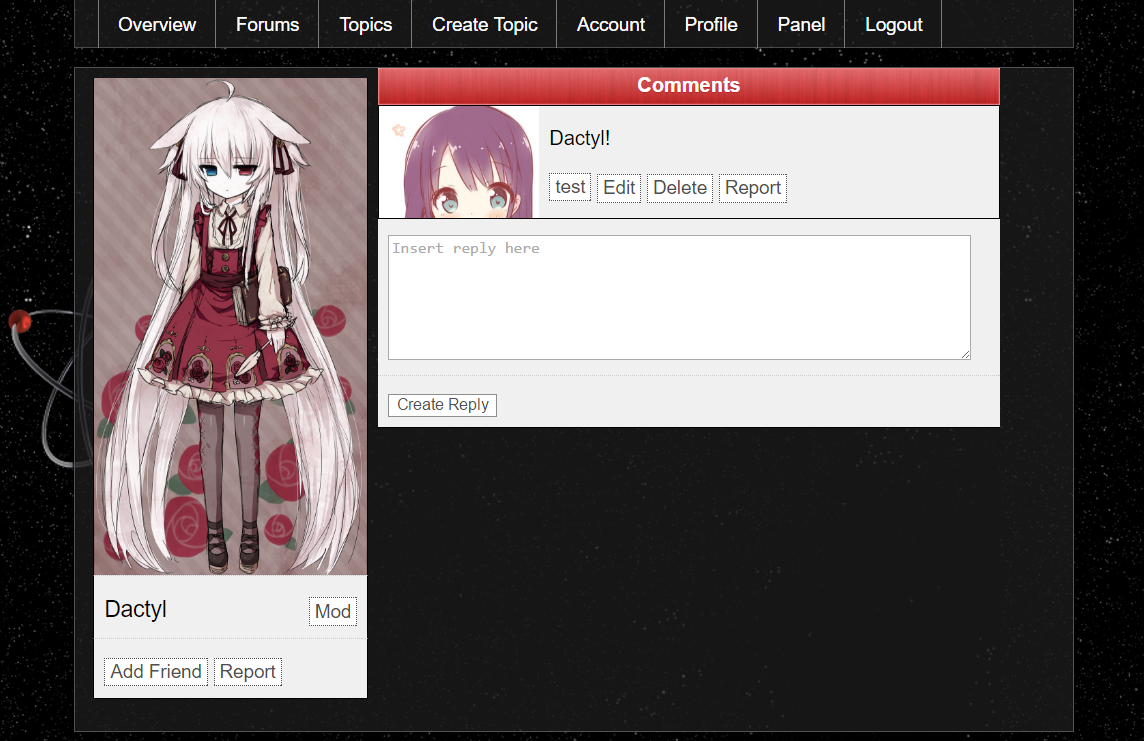 Overview Forums Topics Create Topic Account Profile Panel Logout
Comments
Dactyl!
test Edit Delete Report
Insert reply here
Create Reply
Dactyl Mod
Add Friend Report